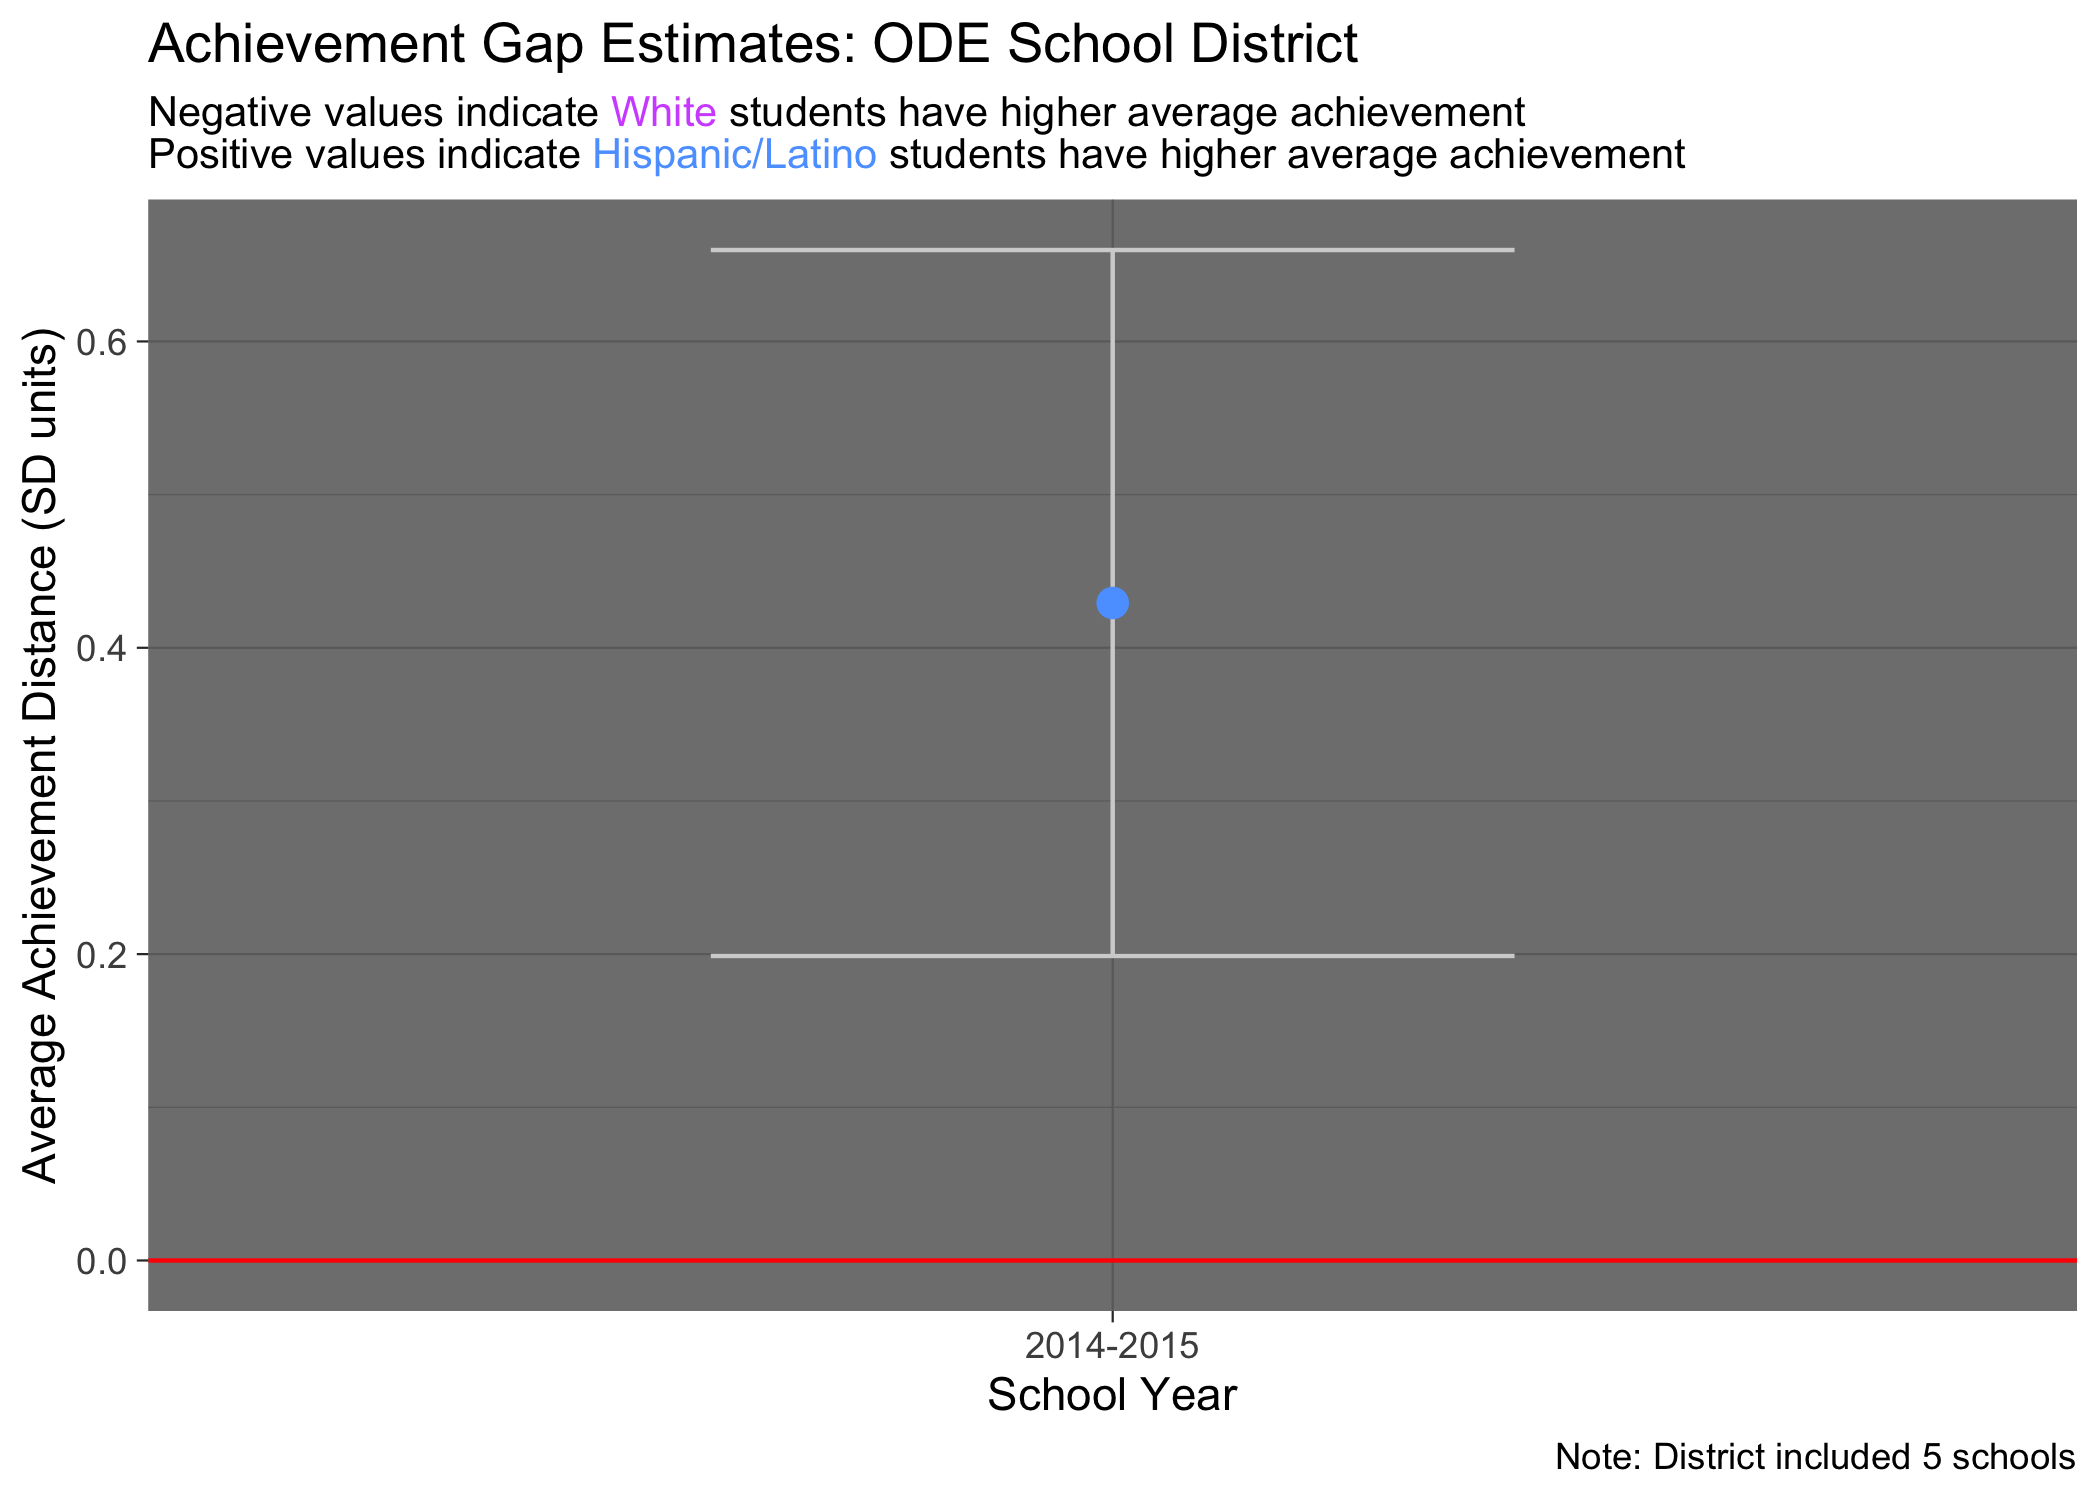 Achievement Gap Estimates: ODE School District
Negative values indicate White students have higher average achievement
Positive values indicate Hispanic/Latino students have higher average achievement
Average Achievement Distance (SD units)
0.6
0.4
0.2
0.0
2014-2015
School Year
Note: District included 5 schools